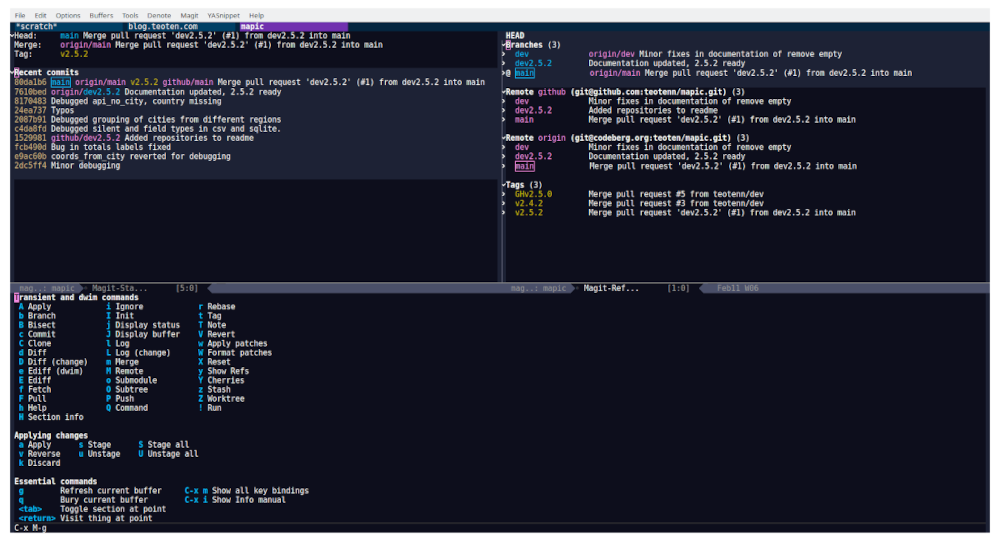 File Edit Options Buffers Tools Denote Magit YASnippet Help
*scratch* blog.teoten.com mapic
Head: main Merge pull request 'dev2.5.2' (#1) from dev2.5.2 into main
Merge: origin/main Merge pull request 'dev2.5.2' (#1) from dev2.5.2 into main
Tag: v2.5.2
Recent commits
80da1b6 main origin/main v2.5.2 github/main Merge pull request 'dev2.5.2' (#1) from dev2.5.2 into main
7610bed origin/dev2.5.2 Documentation updated, 2.5.2 ready
8170483 Debugged api_no_city, country missing
24ea737 Typos
2087b91 Debugged grouping of cities from different regions
c4da8fd Debugged silent and field types in csv and sqlite.
1529981 github/dev2.5.2 Added repositories to readme
fcb490d Bug in totals labels fixed
e9ac60b coords_from_city reverted for debugging
2dc5ff4 Minor debugging
mag..: mapic Magit-Sta... [5:0]
HEAD
Branches (3)
dev origin/dev Minor fixes in documentation of remove empty
dev2.5.2 Documentation updated, 2.5.2 ready
@ main origin/main Merge pull request 'dev2.5.2' (#1) from dev2.5.2 into main
Remote github (git@github.com:teotenn/mapic.git) (3)
dev Minor fixes in documentation of remove empty
dev2.5.2 Added repositories to readme
main Merge pull request 'dev2.5.2' (#1) from dev2.5.2 into main
Remote origin (git@codeberg.org:teoten/mapic.git) (3)
dev Minor fixes in documentation of remove empty
dev2.5.2 Documentation updated, 2.5.2 ready
main Merge pull request 'dev2.5.2' (#1) from dev2.5.2 into main
Tags (3)
GHv2.5.0 Merge pull request #5 from teotenn/dev
v2.4.2 Merge pull request #3 from teotenn/dev
v2.5.2 Merge pull request 'dev2.5.2' (#1) from dev2.5.2 into main
mag..: mapic Magit-Ref... [1:0] Feb11 W06
Transient and dwim commands
A Apply i Ignore r Rebase
b Branch I Init t Tag
B Bisect j Display status T Note
c Commit J Display buffer V Revert
C Clone l Log w Apply patches
d Diff L Log (change) W Format patches
D Diff (change) m Merge X Reset
e Ediff (dwim) M Remote y Show Refs
E Ediff o Submodule Y Cherries
f Fetch O Subtree z Stash
F Pull P Push Z Worktree
h Help Q Command ! Run
H Section info
Applying changes
a Apply s Stage S Stage all
v Reverse u Unstage U Unstage all
k Discard
Essential commands
g Refresh current buffer C-x m Show all key bindings
q Bury current buffer C-x i Show Info manual
<tab> Toggle section at point
<return> Visit thing at point
C-x M-g